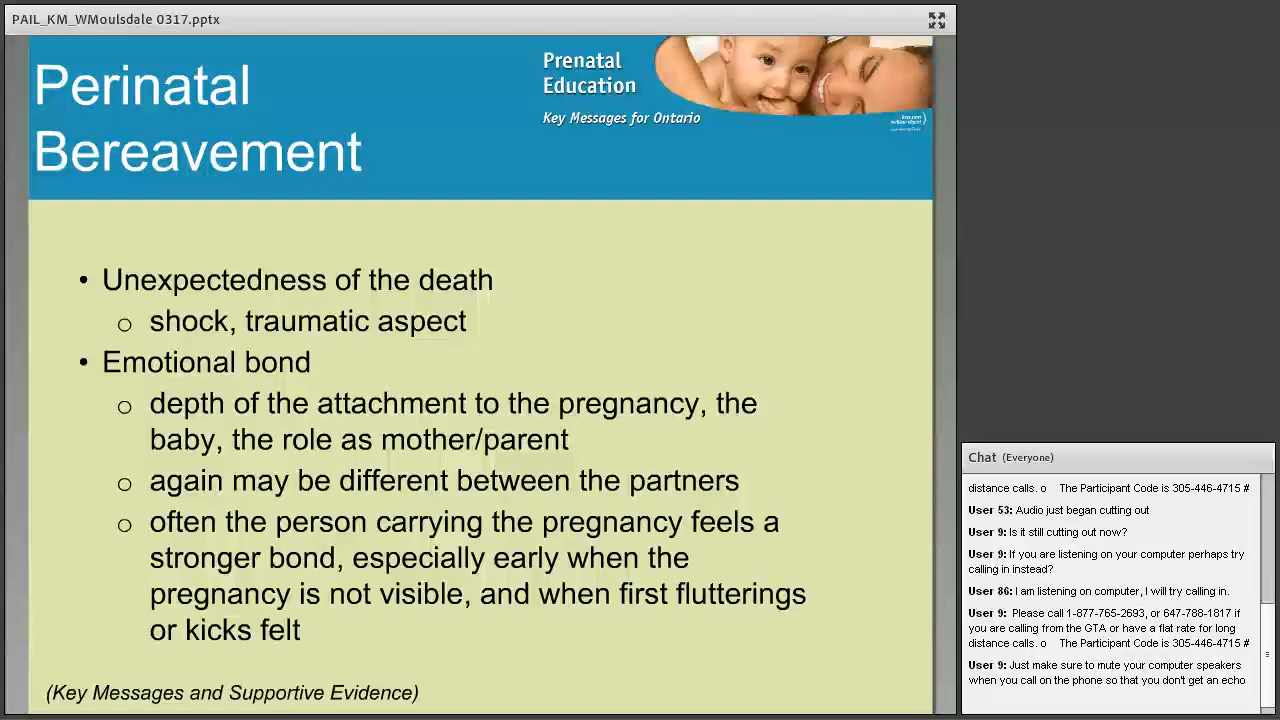 PAIL_KM_WMoulsdale 0317.pptx
Perinatal
Bereavement
Prenatal
Education
Key Messages for Ontario
• Unexpectedness of the death
o shock, traumatic aspect
• Emotional bond
o depth of the attachment to the pregnancy, the
baby, the role as mother/parent
o again may be different between the partners
o often the person carrying the pregnancy feels a
stronger bond, especially early when the
pregnancy is not visible, and when first flutterings
or kicks felt
(Key Messages and Supportive Evidence)
Chat (Everyone)
distance calls. o The Participant Code is 305-446-4715 #
User 53: Audio just began cutting out
User 9: Is it still cutting out now?
User 9: If you are listening on your computer perhaps try
calling in instead?
User 86: I am listening on computer, I will try calling in.
User 9: Please call 1-877-765-2693, or 647-788-1817 if
you are calling from the GTA or have a flat rate for long
distance calls. o The Participant Code is 305-446-4715 #
User 9: Just make sure to mute your computer speakers
when you call on the phone so that you don't get an echo